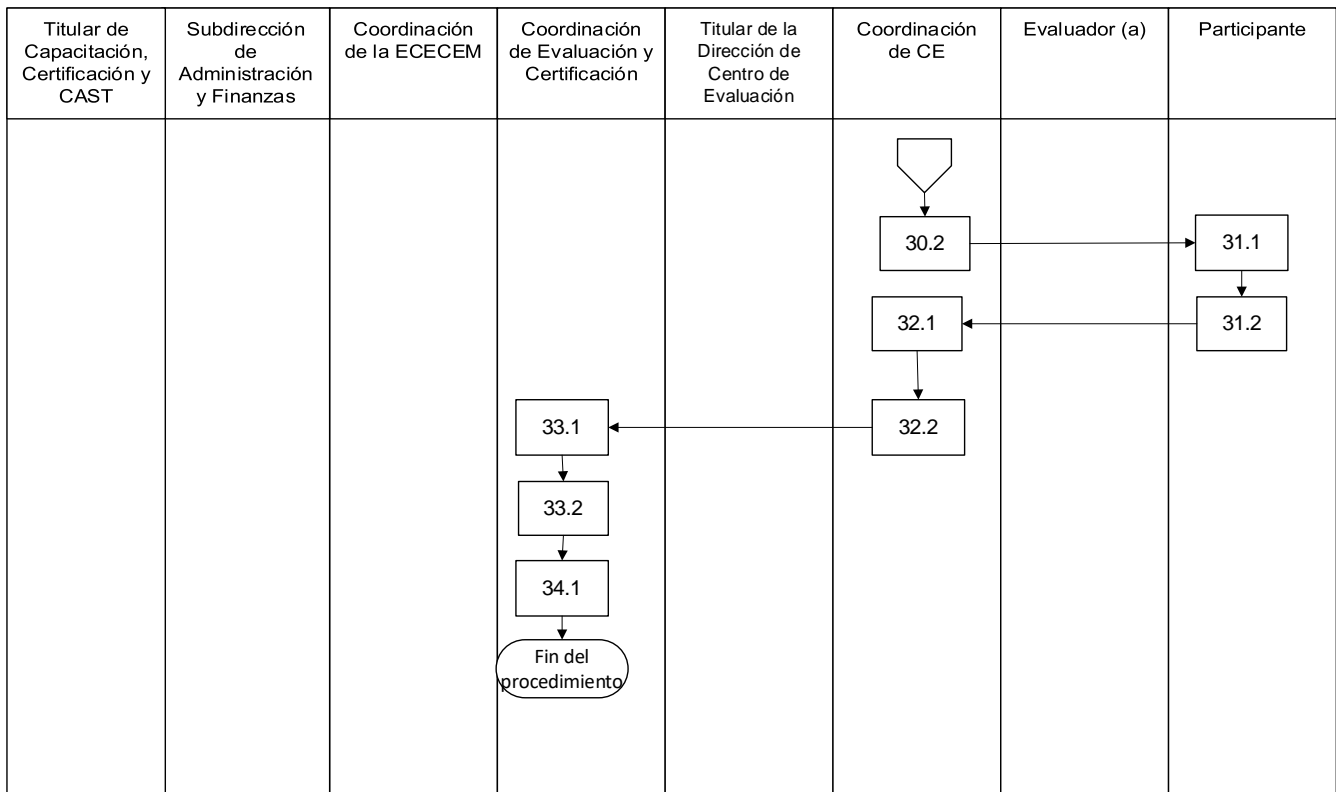 Titular de
Capacitación,
Certificación y
CAST
Subdirección
de
Administración
y Finanzas
Coordinación
de la ECECEM
Coordinación
de Evaluación y
Certificación
Titular de la
Dirección de
Centro de
Evaluación
Coordinación
de CE
Evaluador (a)
Participante
30.2
31.1
32.1
31.2
33.1
32.2
33.2
34.1
Fin del
procedimiento